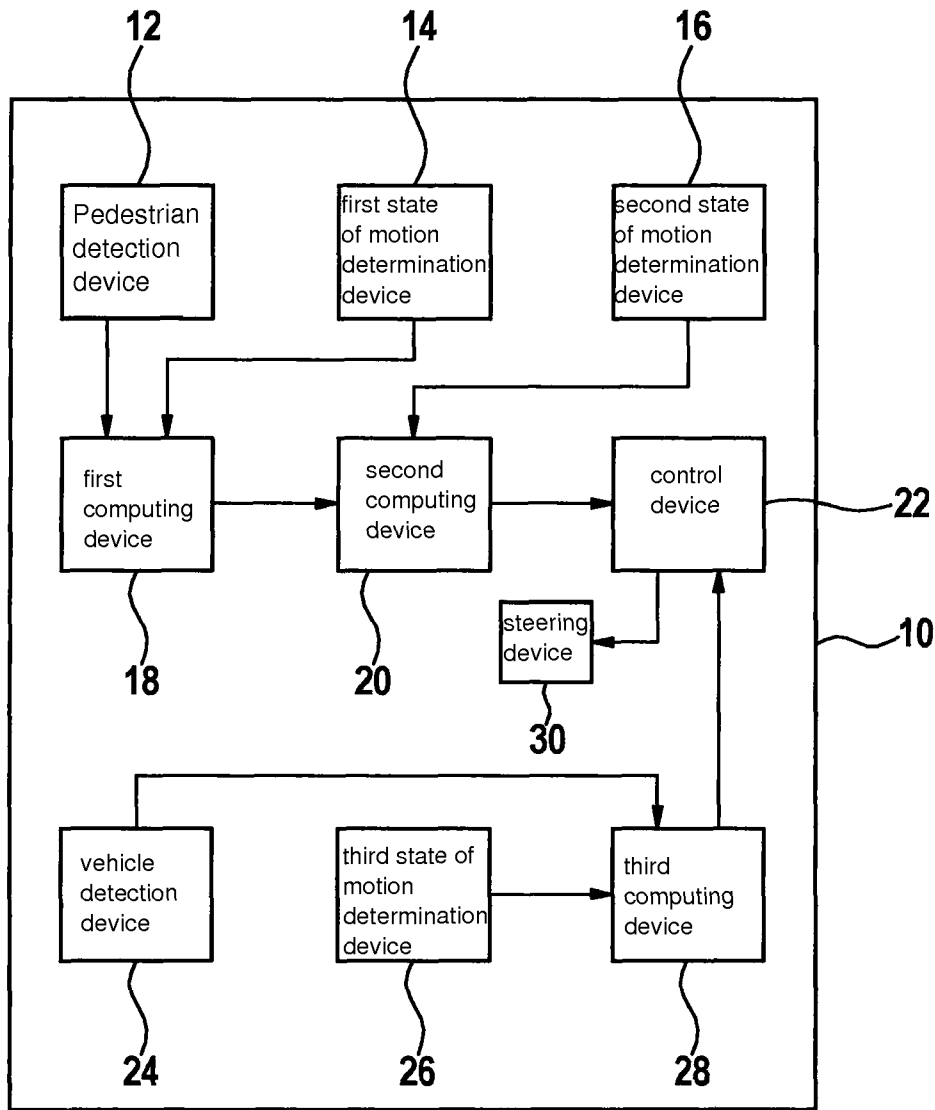 12
14
16
Pedestrian
detection
device
first state
of motion
determination
device
second state
of motion
determination
device
first
computing
device
second
computing
device
control
device
22
18
20
steering
device
30
10
vehicle
detection
device
third state of
motion
determination
device
third
computing
device
24
26
28